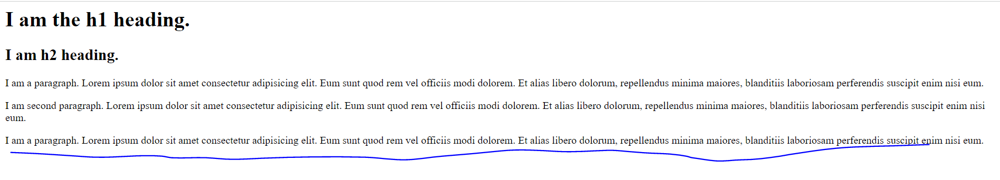 I am the h1 heading.
I am h2 heading.
I am a paragraph. Lorem ipsum dolor sit amet consectetur adipisicing elit. Eum sunt quod rem vel officiis modi dolorem. Et alias libero dolorum, repellendus minima maiores, blanditiis laboriosam perferendis suscipit enim nisi eum.
I am second paragraph. Lorem ipsum dolor sit amet consectetur adipisicing elit. Eum sunt quod rem vel officiis modi dolorem. Et alias libero dolorum, repellendus minima maiores, blanditiis laboriosam perferendis suscipit enim nisi
eum.
I am a paragraph. Lorem ipsum dolor sit amet consectetur adipisicing elit. Eum sunt quod rem vel officiis modi dolorem. Et alias libero dolorum, repellendus minima maiores, blanditiis laboriosam perferendis suscipit enim nisi eum.